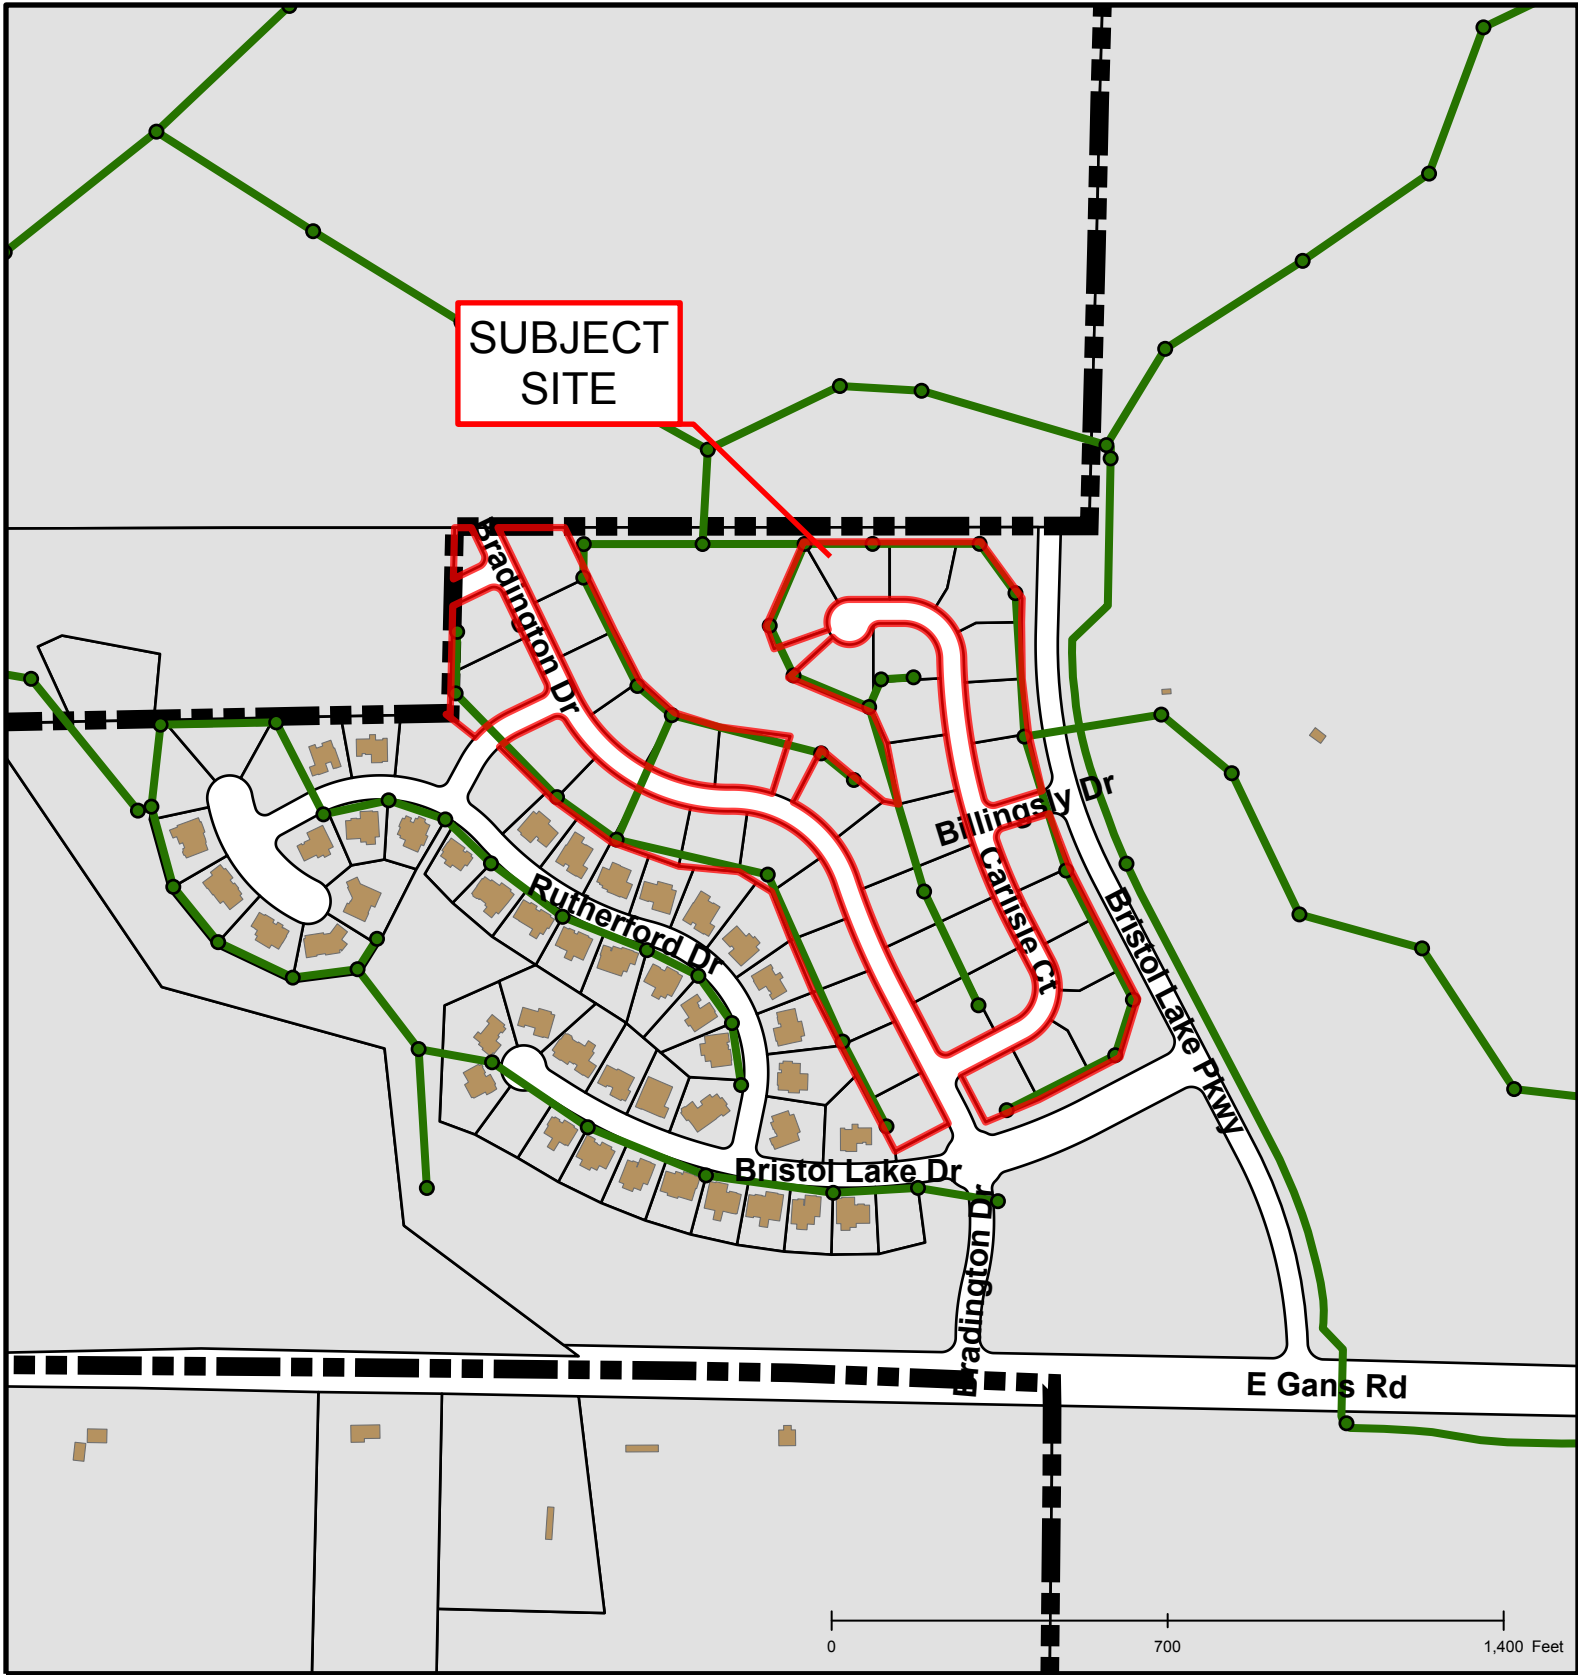 SUBJECT
SITE
Bradington Dr
Billingsly Dr
Carlisle Ct
Rutherford Dr
Bristol Lake Pkwy
Bristol Lake Dr
Bradington Dr
E Gans Rd
0 700 1,400 Feet